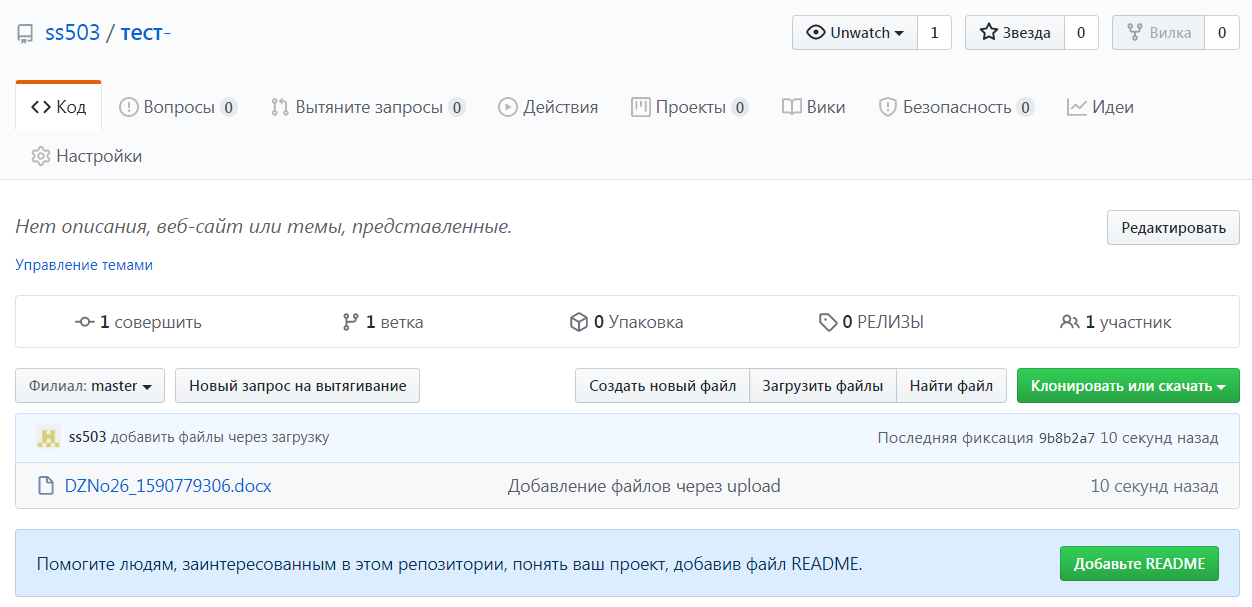 ss503 / тест-
Unwatch 1 Звезда 0 Вилка 0
Код Вопросы 0 Вытяните запросы 0 Действия Проекты 0 Вики Безопасность 0 Идеи
Настройки
Нет описания, веб-сайт или темы, представленные.
Редактировать
Управление темами
1 совершить 1 ветка 0 Упаковка 0 РЕЛИЗЫ 1 участник
Филиал: master Новый запрос на вытягивание Создать новый файл Загрузить файлы Найти файл Клонировать или скачать
ss503 добавить файлы через загрузку Последняя фиксация 9b8b2a7 10 секунд назад
DZNo26_1590779306.docx Добавление файлов через upload 10 секунд назад
Помогите людям, заинтересованным в этом репозитории, понять ваш проект, добавив файл README. Добавьте README